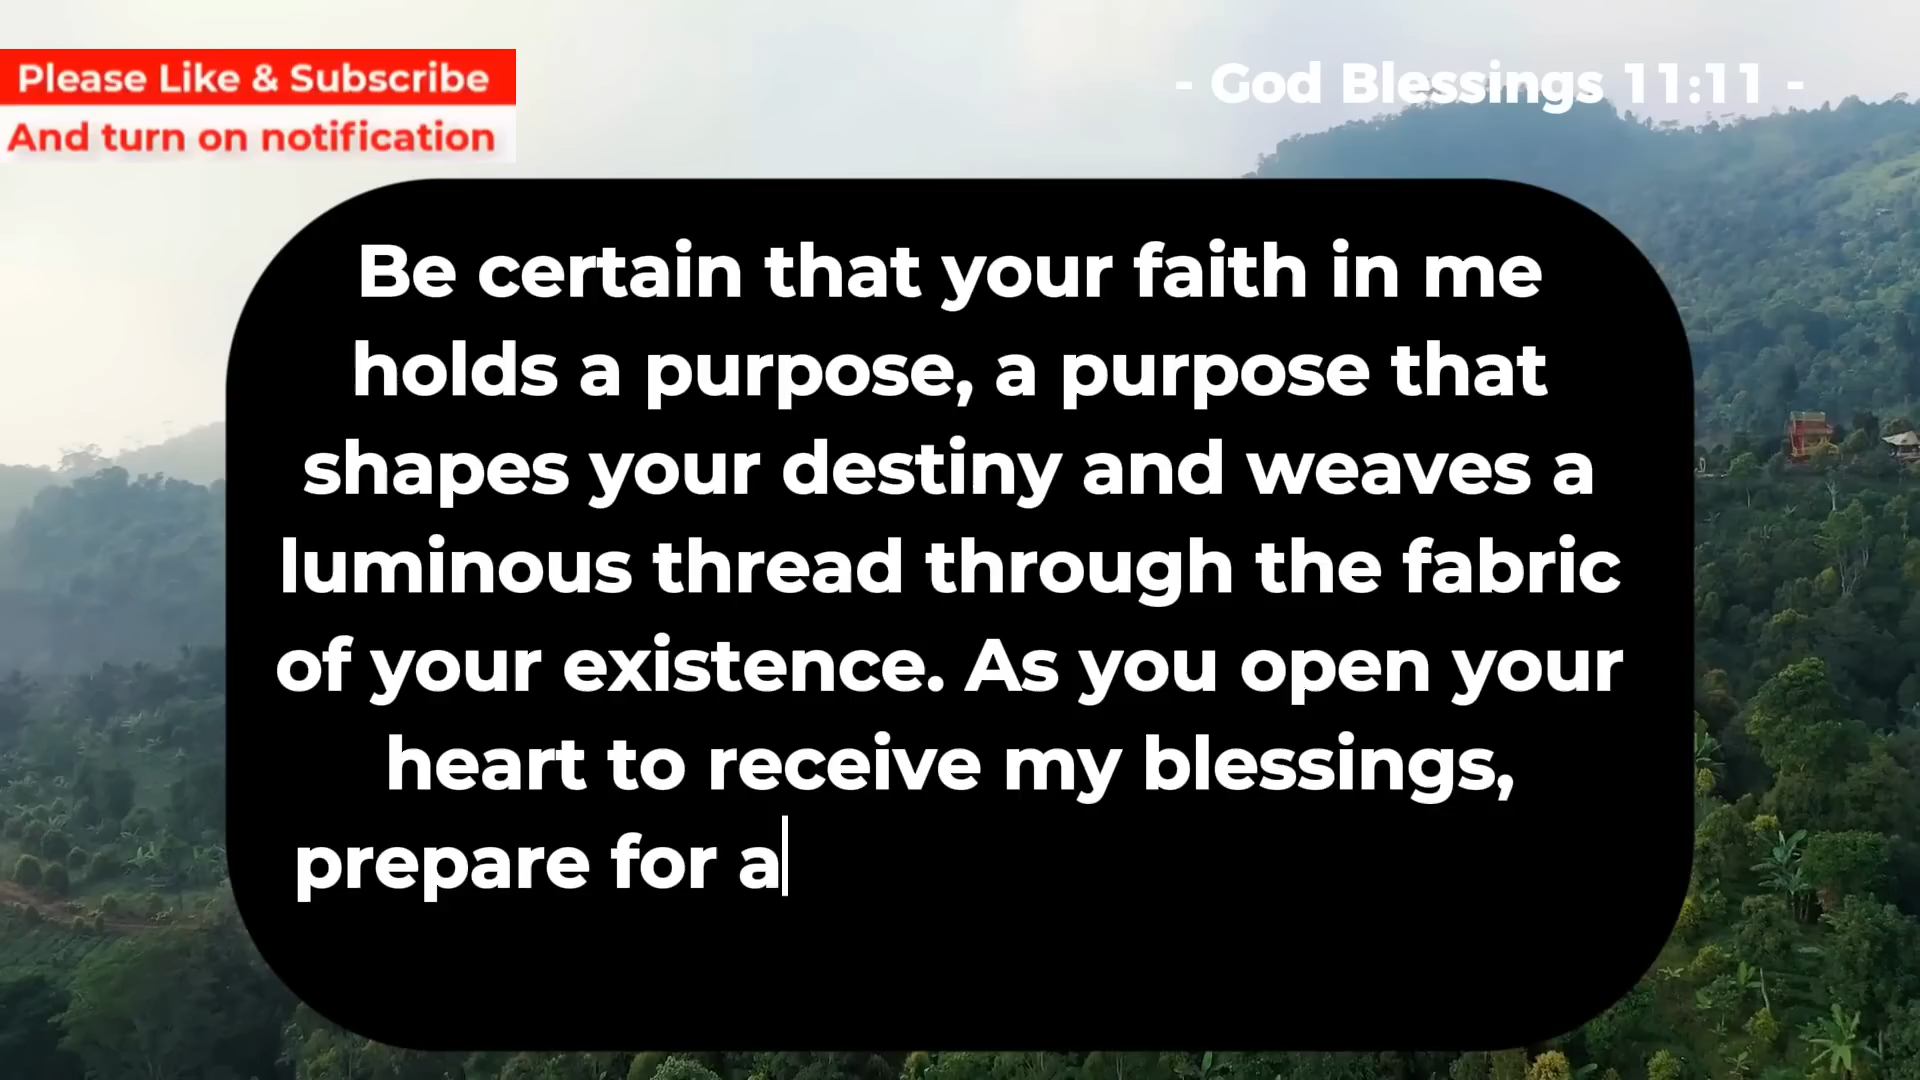 Please Like & Subscribe
And turn on notification
- God Blessings 11:11 -
Be certain that your faith in me
holds a purpose, a purpose that
shapes your destiny and weaves a
luminous thread through the fabric
of your existence. As you open your
heart to receive my blessings,
prepare for a